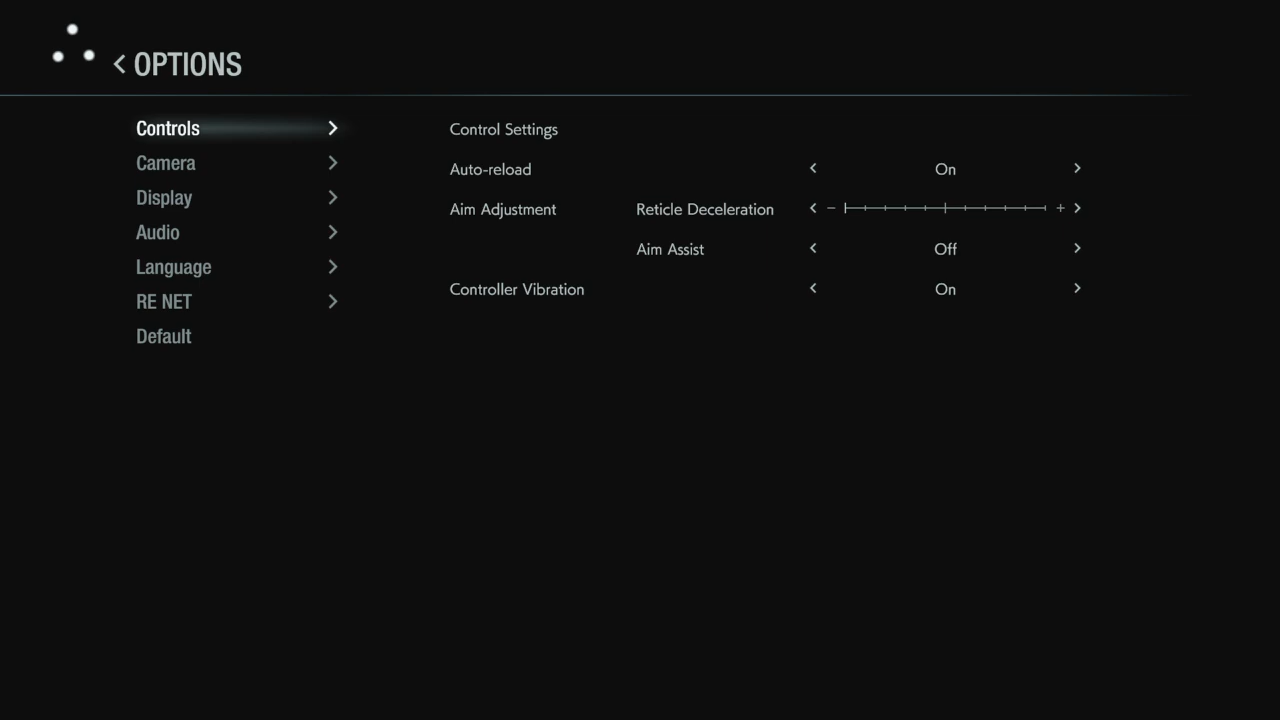 OPTIONS
Controls
Camera
Display
Audio
Language
RE NET
Default
Control Settings
Auto-reload On
Aim Adjustment Reticle Deceleration − +
Aim Assist Off
Controller Vibration On